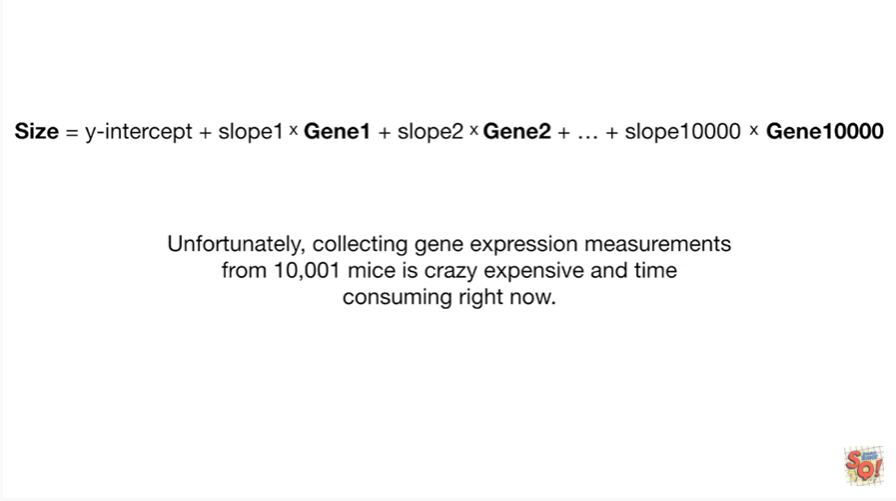 Size = y-intercept + slope1 x Gene1 + slope2 x Gene2 + … + slope10000 x Gene10000
Unfortunately, collecting gene expression measurements
from 10,001 mice is crazy expensive and time
consuming right now.
SQ!